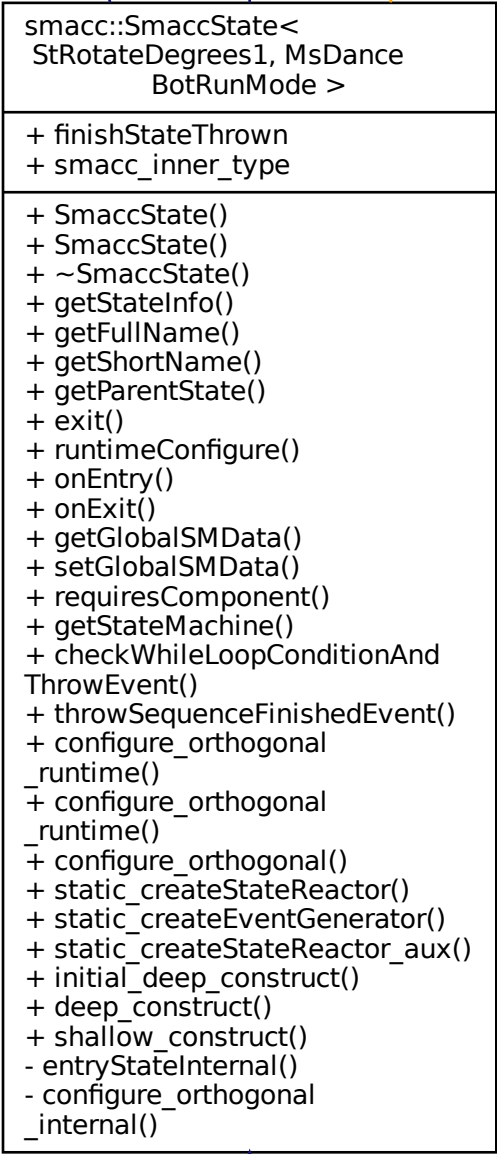 smacc::SmaccState<
StRotateDegrees1, MsDance
BotRunMode >
+ finishStateThrown
+ smacc_inner_type
+ SmaccState()
+ SmaccState()
+ ~SmaccState()
+ getStateInfo()
+ getFullName()
+ getShortName()
+ getParentState()
+ exit()
+ runtimeConfigure()
+ onEntry()
+ onExit()
+ getGlobalSMData()
+ setGlobalSMData()
+ requiresComponent()
+ getStateMachine()
+ checkWhileLoopConditionAnd
ThrowEvent()
+ throwSequenceFinishedEvent()
+ configure_orthogonal
_runtime()
+ configure_orthogonal
_runtime()
+ configure_orthogonal()
+ static_createStateReactor()
+ static_createEventGenerator()
+ static_createStateReactor_aux()
+ initial_deep_construct()
+ deep_construct()
+ shallow_construct()
- entryStateInternal()
- configure_orthogonal
_internal()